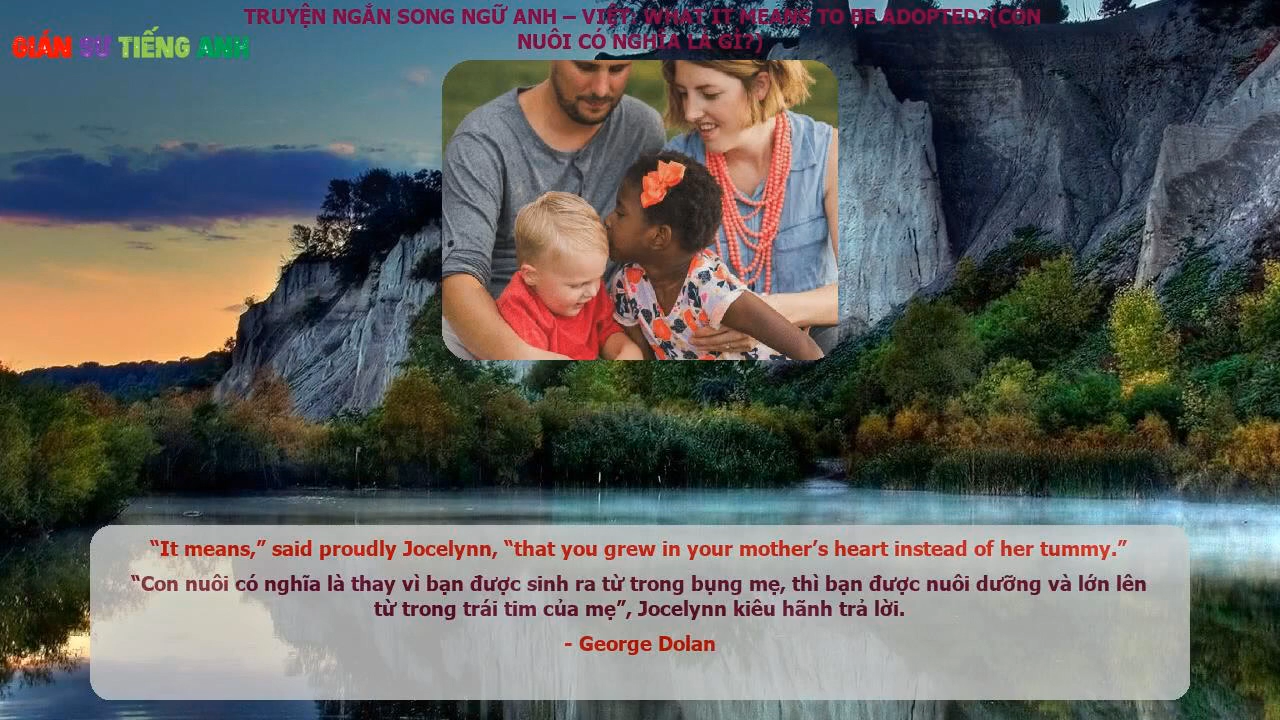 TRUYỆN NGẮN SONG NGỮ ANH – VIỆT: WHAT IT MEANS TO BE ADOPTED?(CON
NUÔI CÓ NGHĨA LÀ GÌ?)
GIÁN SƯ TIẾNG ANH
“It means,” said proudly Jocelynn, “that you grew in your mother’s heart instead of her tummy.”
“Con nuôi có nghĩa là thay vì bạn được sinh ra từ trong bụng mẹ, thì bạn được nuôi dưỡng và lớn lên
từ trong trái tim của mẹ”, Jocelynn kiêu hãnh trả lời.
- George Dolan